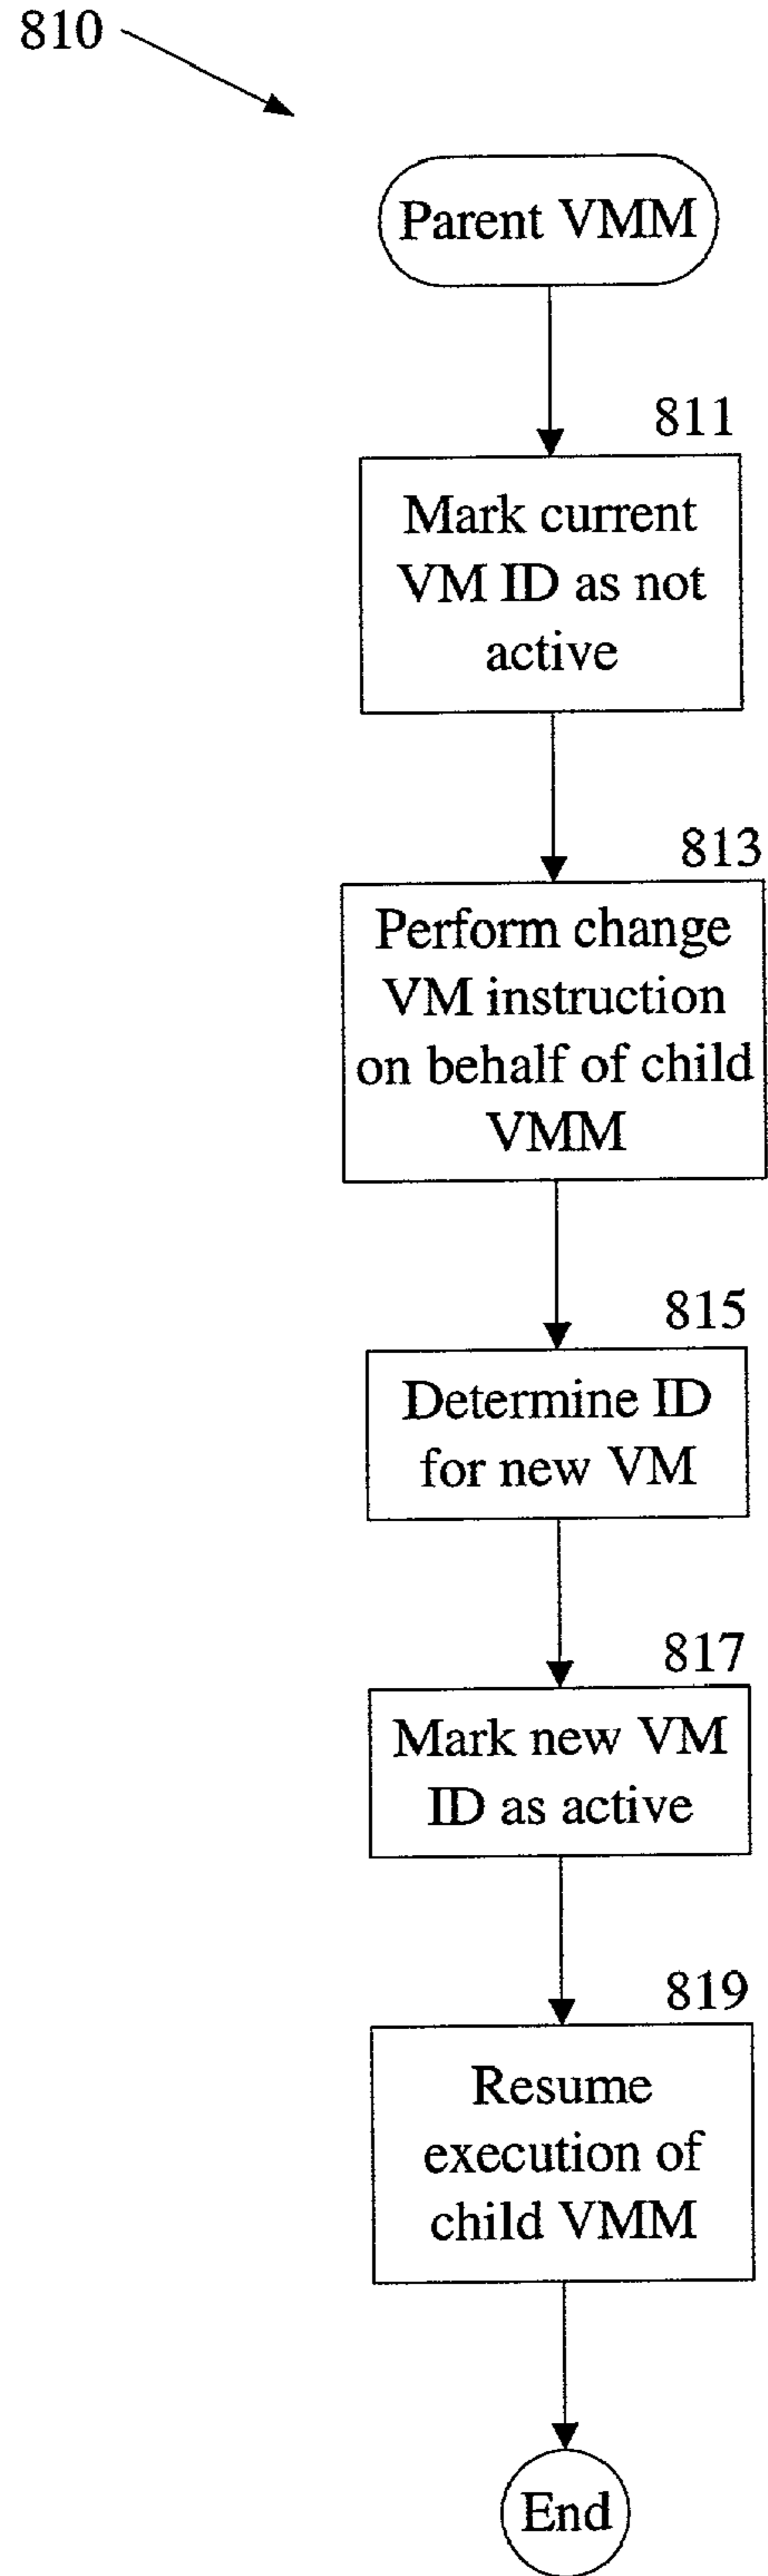 810
Parent VMM
811
Mark current
VM ID as not
active
813
Perform change
VM instruction
on behalf of child
VMM
815
Determine ID
for new VM
817
Mark new VM
ID as active
819
Resume
execution of
child VMM
End